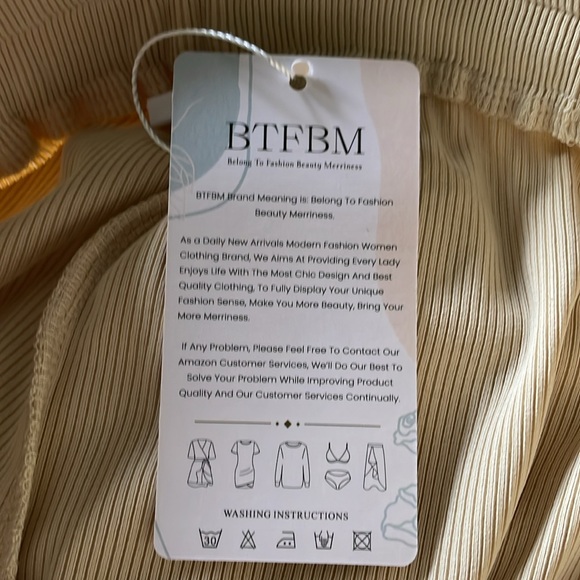 BTFBM
Belong To Fashion Beauty Merriness
BTFBM Brand Meaning Is: Belong To Fashion
Beauty Merriness.
As a Daily New Arrivals Modern Fashion Women
Clothing Brand, We Aims At Providing Every Lady
Enjoys Life With The Most Chic Design And Best
Quality Clothing, To Fully Display Your Unique
Fashion Sense, Make You More Beauty, Bring Your
More Merriness.
If Any Problem, Please Feel Free To Contact Our
Amazon Customer Services, We'll Do Our Best To
Solve Your Problem While Improving Product
Quality And Our Customer Services Continually.
WASHING INSTRUCTIONS
30